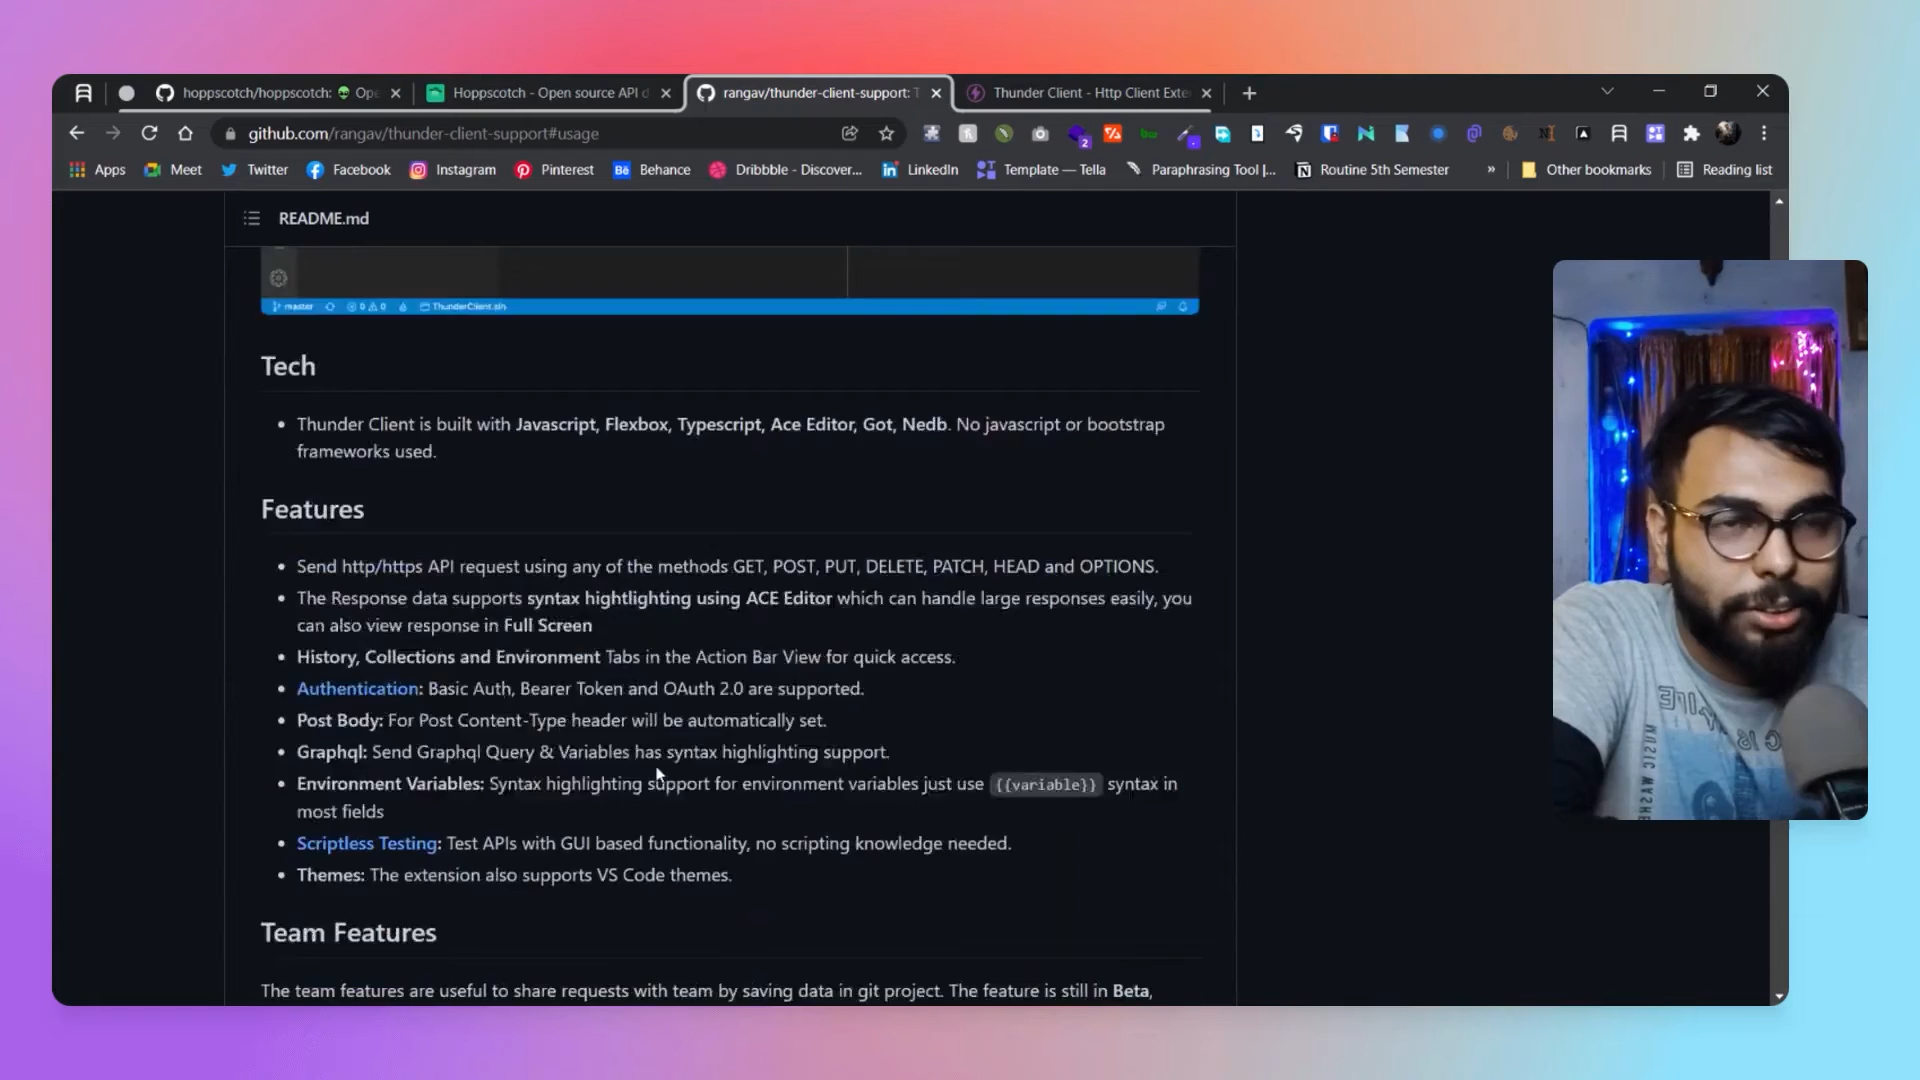 hoppscotch/hoppscotch: 👽 Ope
Hoppscotch - Open source API d
rangav/thunder-client-support: T
Thunder Client - Http Client Exte
github.com/rangav/thunder-client-support#usage
Apps
Meet
Twitter
Facebook
Instagram
Pinterest
Behance
Dribbble - Discover...
LinkedIn
Template — Tella
Paraphrasing Tool |...
Routine 5th Semester
»
Other bookmarks
Reading list
README.md
master
0
0
ThunderClient.sln
Tech
• Thunder Client is built with Javascript, Flexbox, Typescript, Ace Editor, Got, Nedb. No javascript or bootstrap
frameworks used.
Features
• Send http/https API request using any of the methods GET, POST, PUT, DELETE, PATCH, HEAD and OPTIONS.
• The Response data supports syntax hightlighting using ACE Editor which can handle large responses easily, you
can also view response in Full Screen
• History, Collections and Environment Tabs in the Action Bar View for quick access.
• Authentication: Basic Auth, Bearer Token and OAuth 2.0 are supported.
• Post Body: For Post Content-Type header will be automatically set.
• Graphql: Send Graphql Query & Variables has syntax highlighting support.
• Environment Variables: Syntax highlighting support for environment variables just use {{variable}} syntax in
most fields
• Scriptless Testing: Test APIs with GUI based functionality, no scripting knowledge needed.
• Themes: The extension also supports VS Code themes.
Team Features
The team features are useful to share requests with team by saving data in git project. The feature is still in Beta,